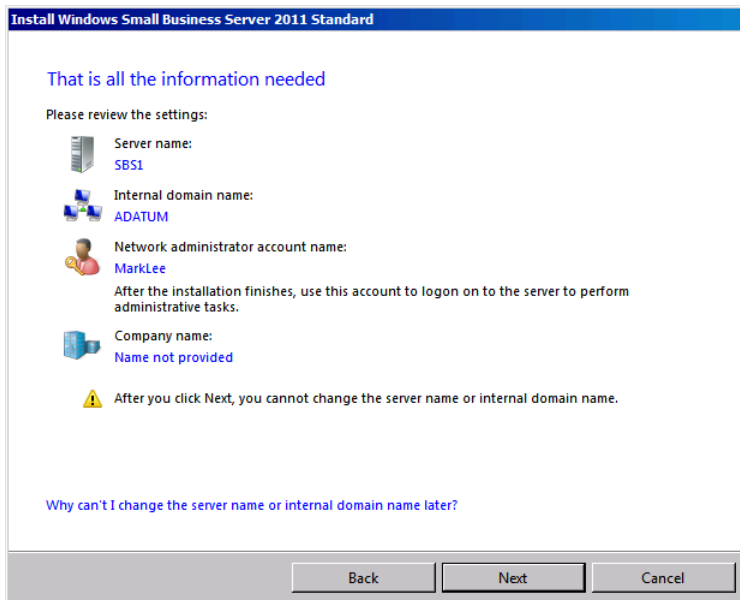 Install Windows Small Business Server 2011 Standard
That is all the information needed
Please review the settings:
Server name:
SBS1
Internal domain name:
ADATUM
Network administrator account name:
MarkLee
After the installation finishes, use this account to logon on to the server to perform
administrative tasks.
Company name:
Name not provided
After you click Next, you cannot change the server name or internal domain name.
Why can't I change the server name or internal domain name later?
Back
Next
Cancel